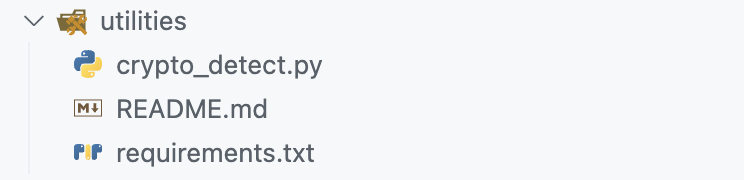 utilities
crypto_detect.py
README.md
requirements.txt